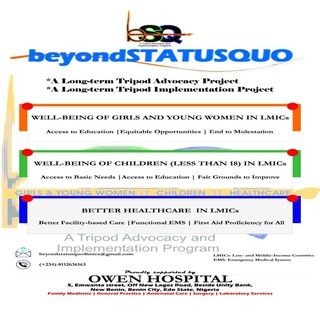 bSQ
A Tripod Advocacy and
Implementation Program
beyondSTATUSQUO
*A Long-term Tripod Advocacy Project
*A Long-term Tripod Implementation Project
WELL-BEING OF GIRLS AND YOUNG WOMEN IN LMICs
Access to Education | Equitable Opportunities | End to Molestation
WELL-BEING OF CHILDREN (LESS THAN 18) IN LMICs
Access to Basic Needs | Access to Education | Fair Grounds to Improve
GIRLS & YOUNG WOMEN || CHILDREN || HEALTHCARE
BETTER HEALTHCARE IN LMICs
Better Facility-based Care | Functional EMS | First Aid Proficiency for All
A Tripod Advocacy and
Implementation Program
LMICs: Low- and Middle-Income Countries
EMS: Emergency Medical System
Proudly supported by
OWEN HOSPITAL
5, Emwanta street, Off New Lagos Road, Beside Unity Bank,
New Benin, Benin City, Edo State, Nigeria
Family Medicine | General Practice | Antenatal Care | Surgery | Laboratory Services